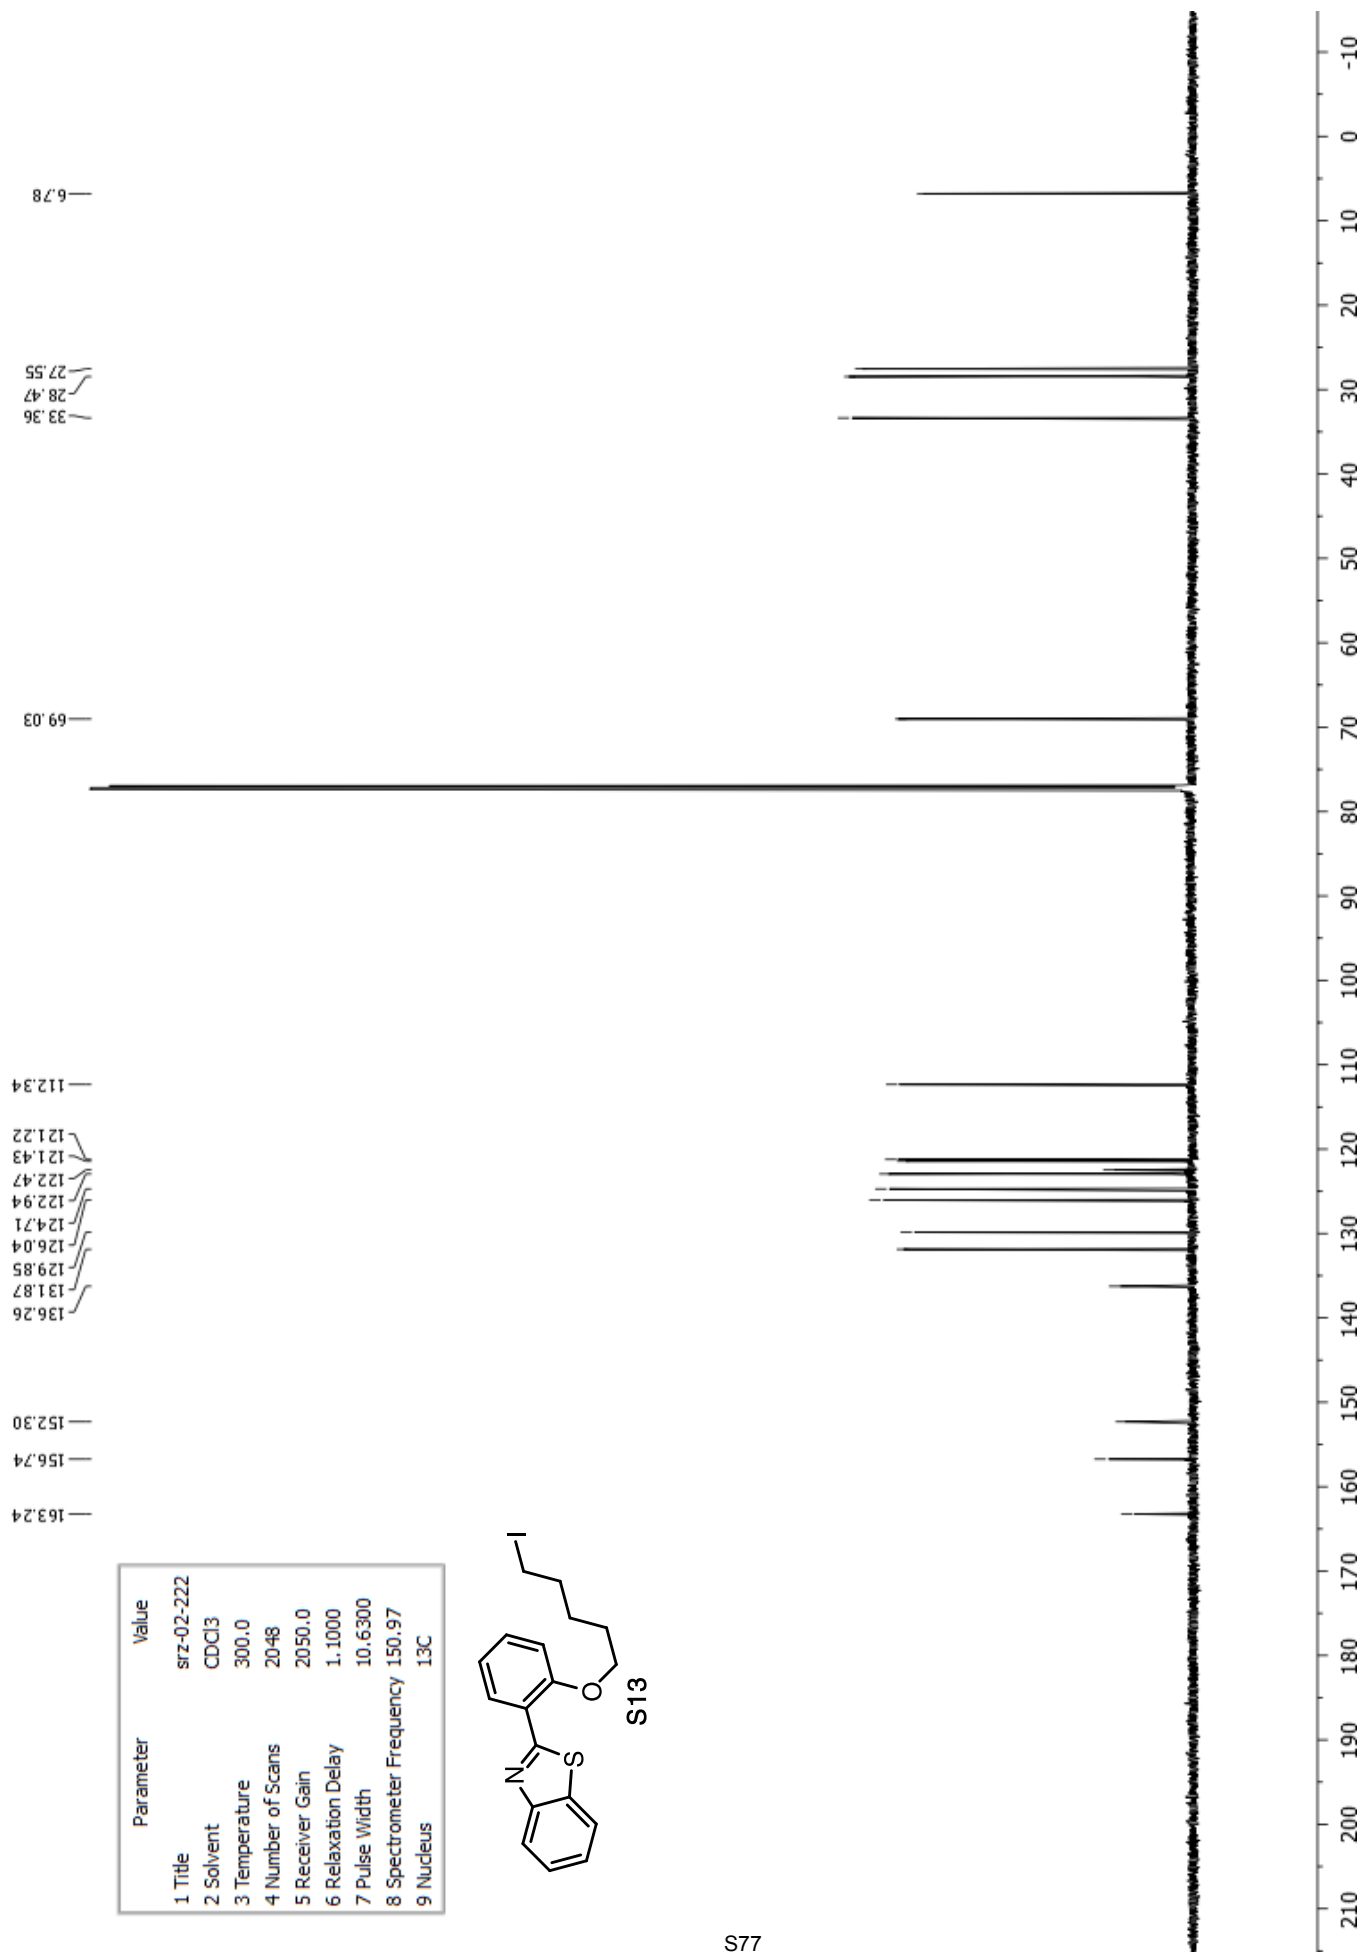 163.24
156.74
152.30
136.26
131.87
129.85
126.04
124.71
122.94
122.47
121.43
121.22
112.34
69.03
33.36
28.47
27.55
6.78
Parameter Value
1 Title srz-02-222
2 Solvent CDCl3
3 Temperature 300.0
4 Number of Scans 2048
5 Receiver Gain 2050.0
6 Relaxation Delay 1.1000
7 Pulse Width 10.6300
8 Spectrometer Frequency 150.97
9 Nucleus 13C
N
S
O
I
S13
210 200 190 180 170 160 150 140 130 120 110 100 90 80 70 60 50 40 30 20 10 0 -10
S77